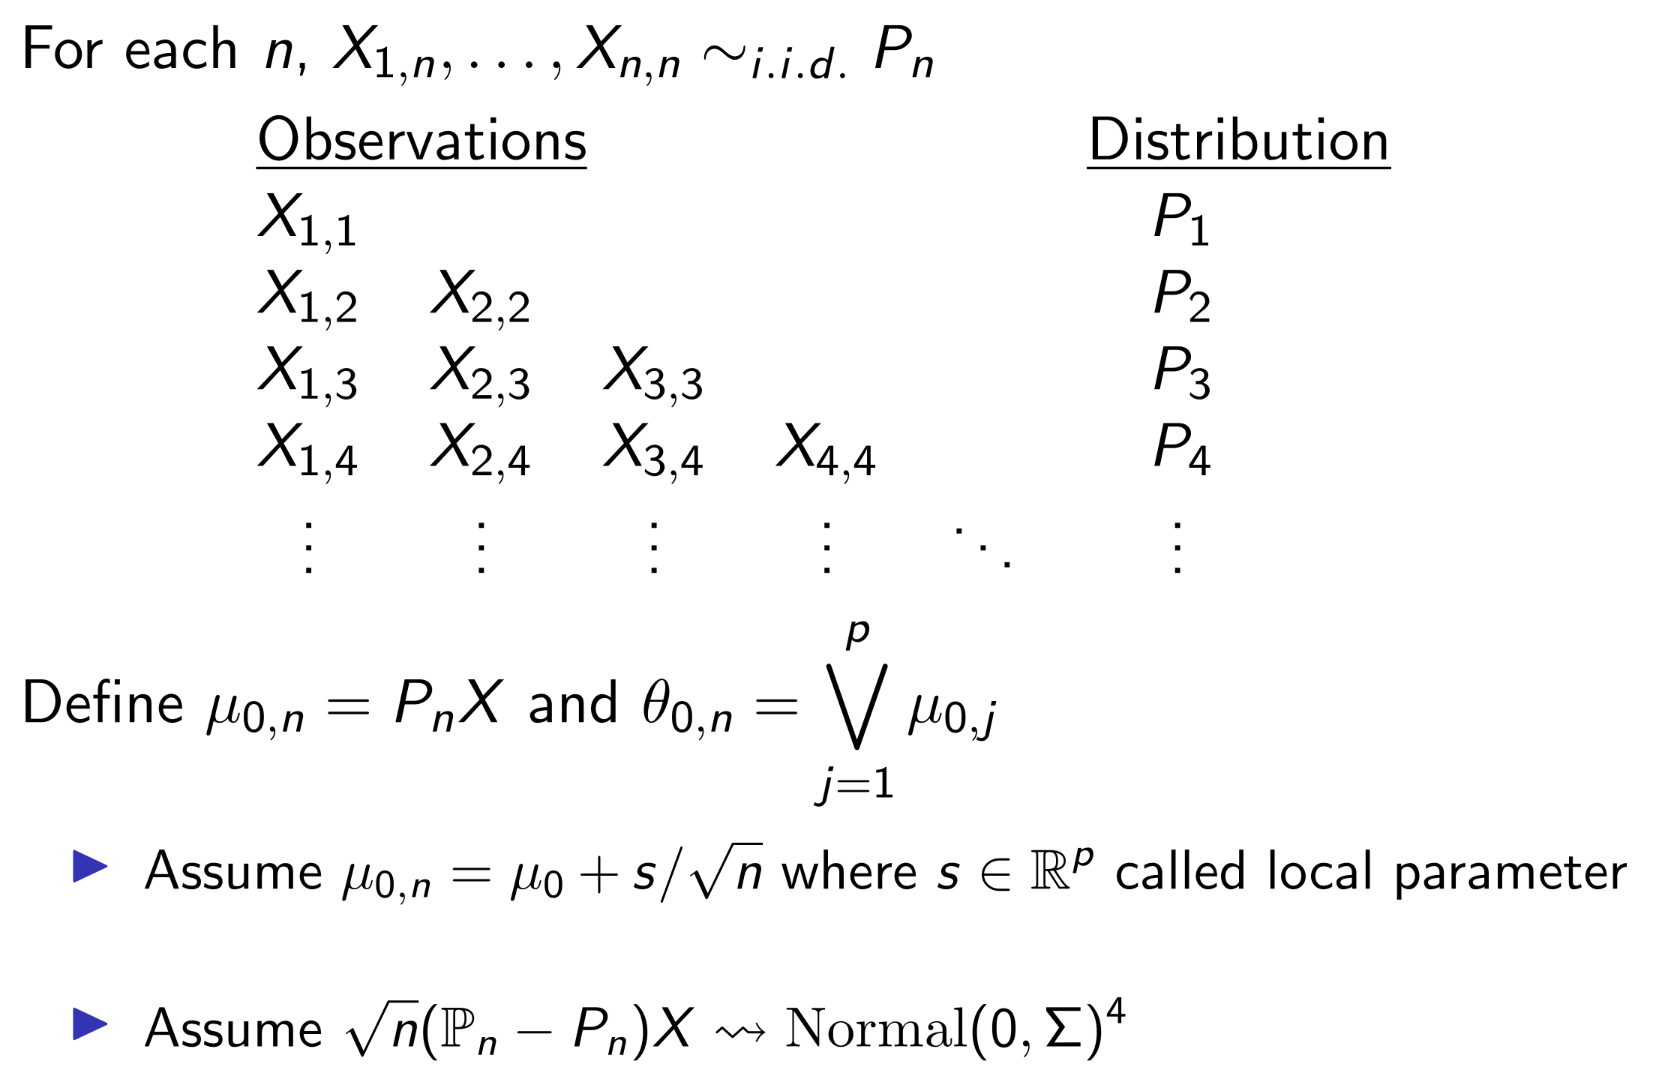 For each n, X_{1,n}, ..., X_{n,n} ∼_{i.i.d.} P_n
Observations Distribution
X_{1,1} P_1
X_{1,2} X_{2,2} P_2
X_{1,3} X_{2,3} X_{3,3} P_3
X_{1,4} X_{2,4} X_{3,4} X_{4,4} P_4
⋮ ⋮ ⋮ ⋮ ⋱ ⋮
Define μ_{0,n} = P_n X and θ_{0,n} = ⋁_{j=1}^{p} μ_{0,j}
▶ Assume μ_{0,n} = μ_0 + s/√n where s ∈ ℝ^p called local parameter
▶ Assume √n(ℙ_n − P_n)X ⇝ Normal(0, Σ)^4